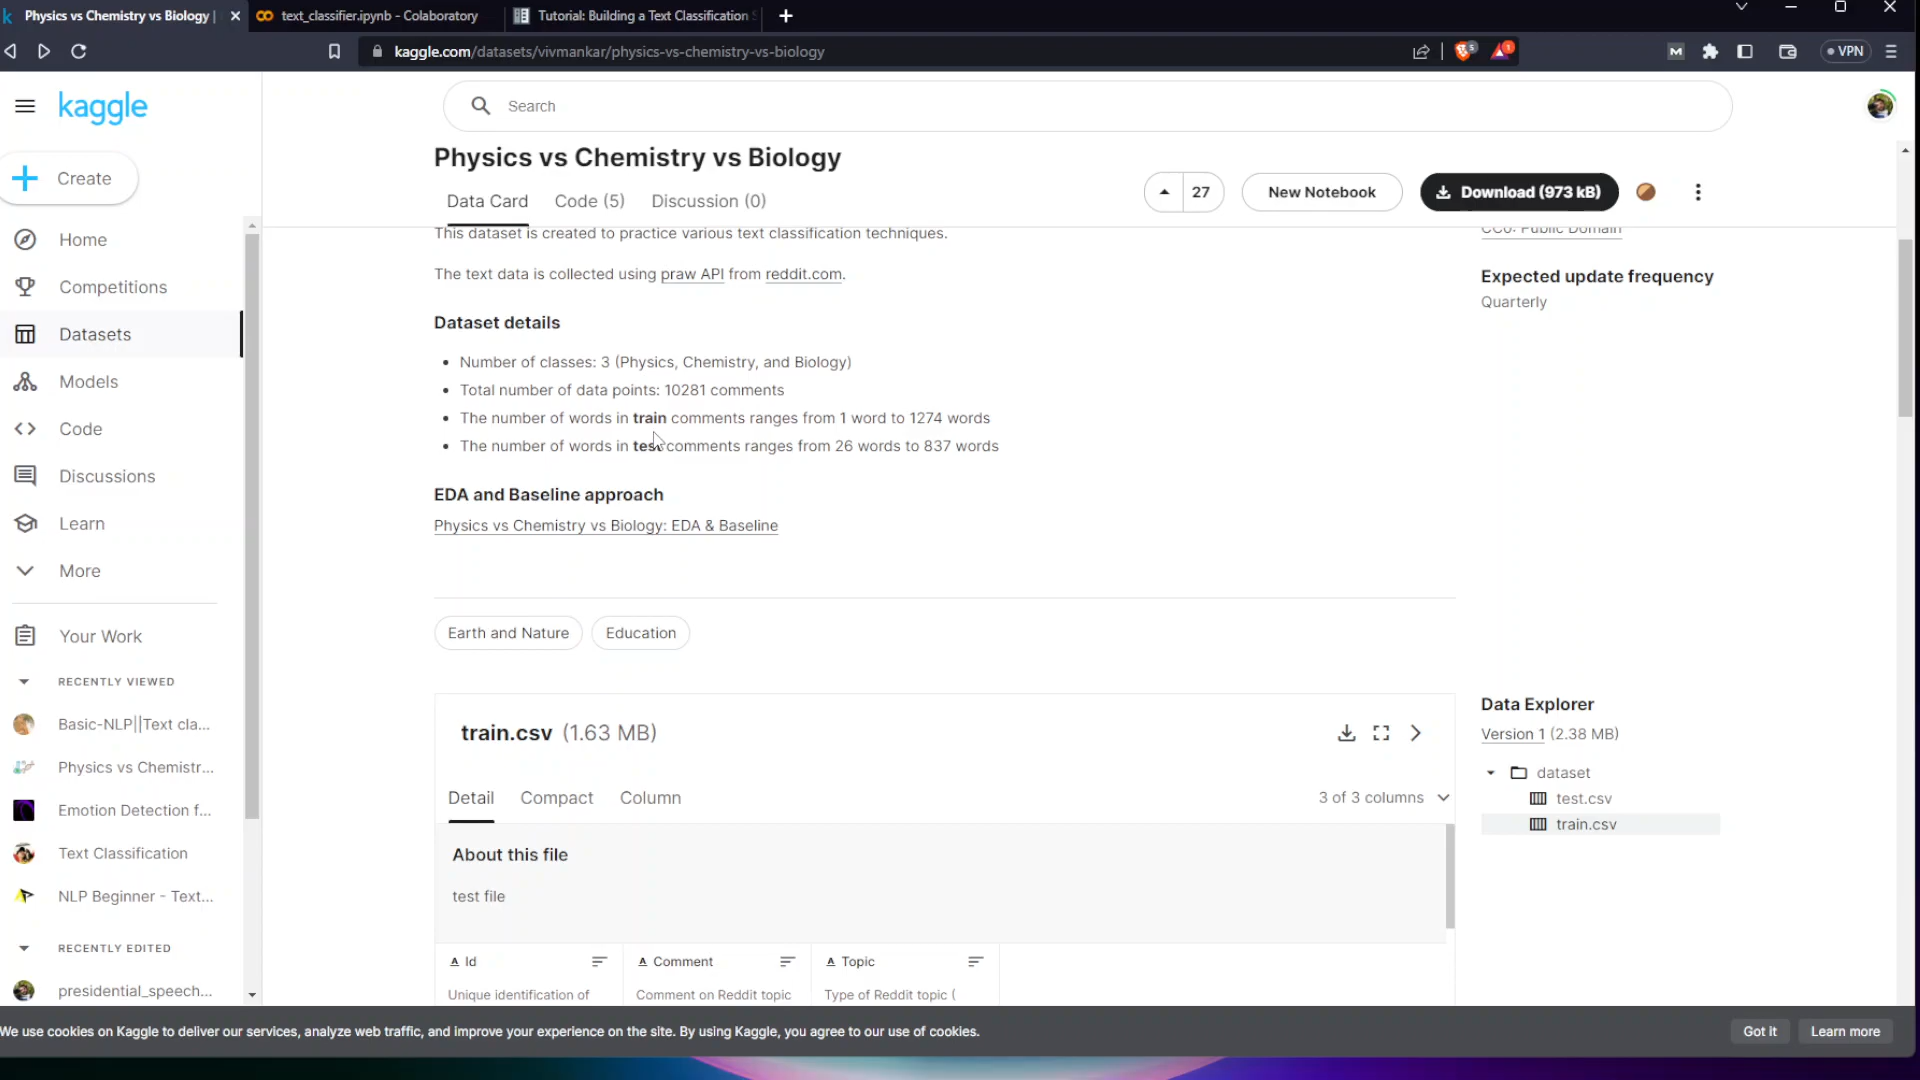 Physics vs Chemistry vs Biology |
text_classifier.ipynb - Colaboratory
Tutorial: Building a Text Classification S
kaggle.com/datasets/vivmankar/physics-vs-chemistry-vs-biology
VPN
kaggle
Search
Create
Home
Competitions
Datasets
Models
Code
Discussions
Learn
More
Your Work
RECENTLY VIEWED
Basic-NLP||Text cla...
Physics vs Chemistr...
Emotion Detection f...
Text Classification
NLP Beginner - Text...
RECENTLY EDITED
presidential_speech...
Physics vs Chemistry vs Biology
Data Card Code (5) Discussion (0)
27
New Notebook
Download (973 kB)
This dataset is created to practice various text classification techniques.
The text data is collected using praw API from reddit.com.
Dataset details
Number of classes: 3 (Physics, Chemistry, and Biology)
Total number of data points: 10281 comments
The number of words in train comments ranges from 1 word to 1274 words
The number of words in test comments ranges from 26 words to 837 words
EDA and Baseline approach
Physics vs Chemistry vs Biology: EDA & Baseline
Earth and Nature Education
CC0: Public Domain
Expected update frequency
Quarterly
train.csv (1.63 MB)
Detail Compact Column
3 of 3 columns
About this file
test file
A Id
A Comment
A Topic
Unique identification of
Comment on Reddit topic
Type of Reddit topic (
Data Explorer
Version 1 (2.38 MB)
dataset
test.csv
train.csv
We use cookies on Kaggle to deliver our services, analyze web traffic, and improve your experience on the site. By using Kaggle, you agree to our use of cookies.
Got it
Learn more